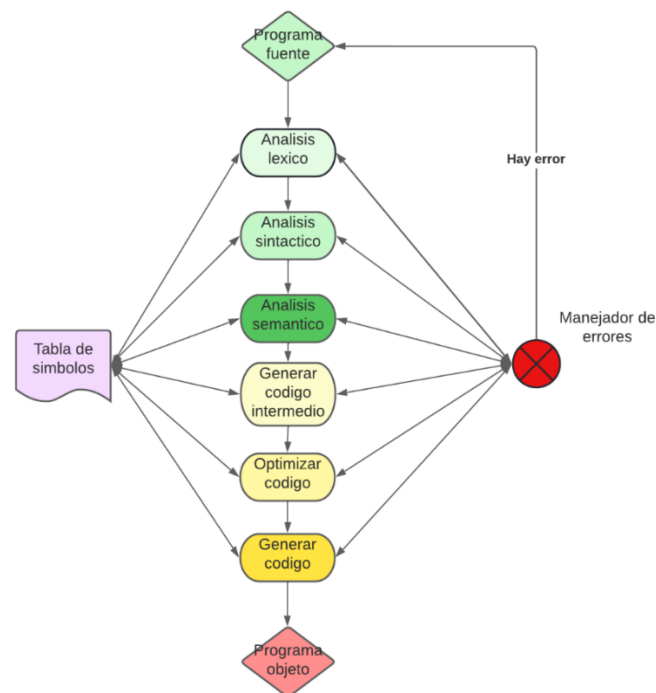 Programa
fuente
Analisis
lexico
Hay error
Analisis
sintactico
Analisis
semantico
Manejador de
errores
Tabla de
simbolos
Generar
codigo
intermedio
Optimizar
codigo
Generar
codigo
Programa
objeto